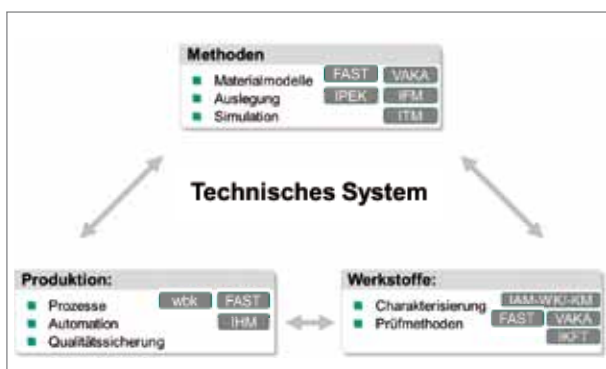 Methoden
Materialmodelle FAST VAKA
Auslegung IPEK IFM
Simulation ITM
Technisches System
Produktion:
Prozesse wbk FAST
Automation IHM
Qualitätssicherung
Werkstoffe:
Charakterisierung IAM-WK/-KM
Prüfmethoden FAST VAKA
IKFT